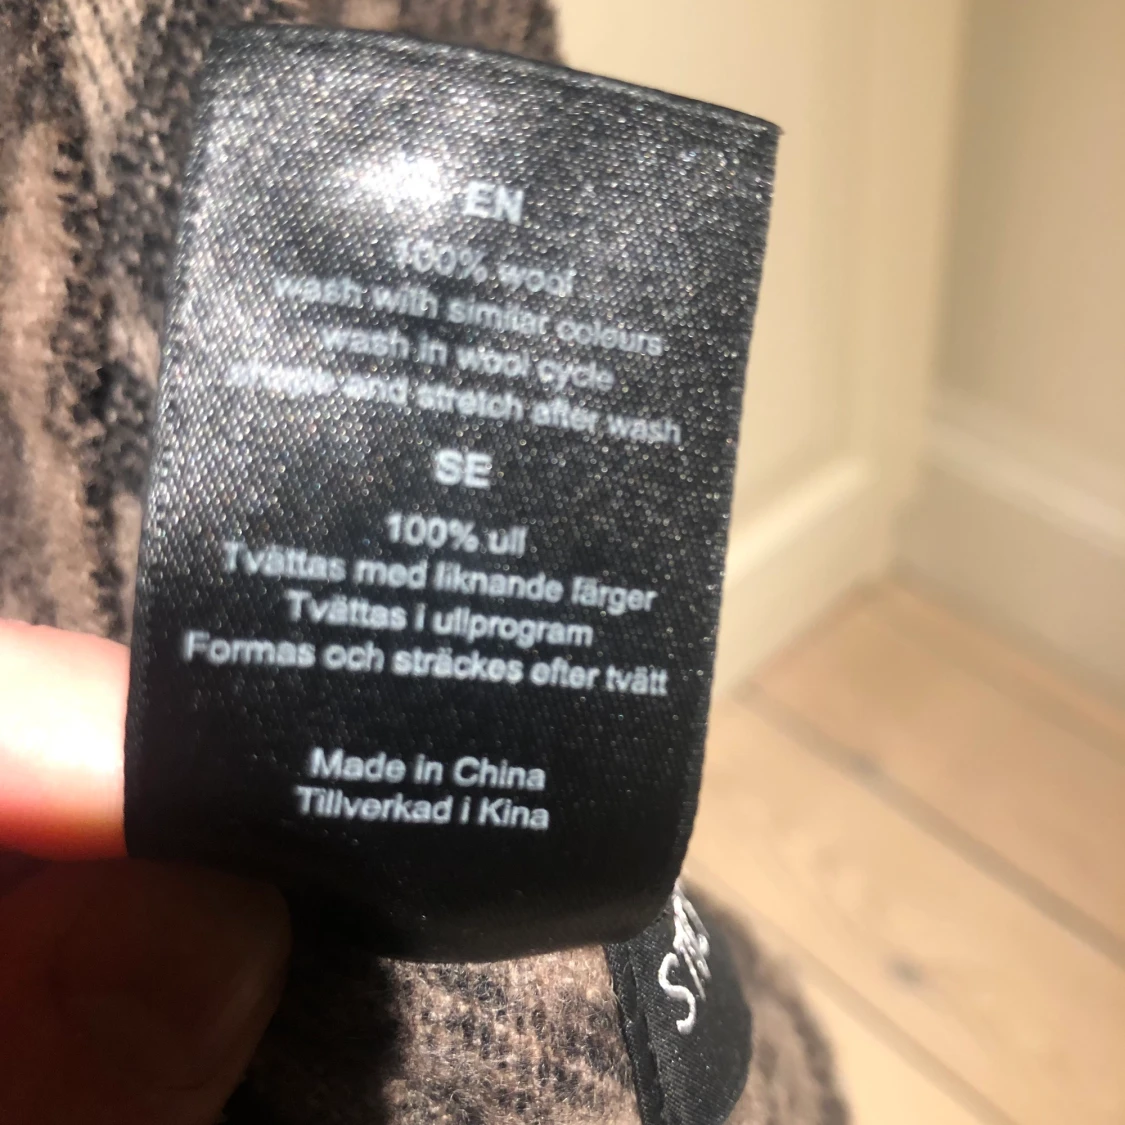 EN
100% wool
wash with similar colours
wash in wool cycle
and stretch after wash
SE
100% ull
Tvättas med liknande färger
Tvättas i ullprogram
Formas och sträckes efter tvätt
Made in China
Tillverkad i Kina